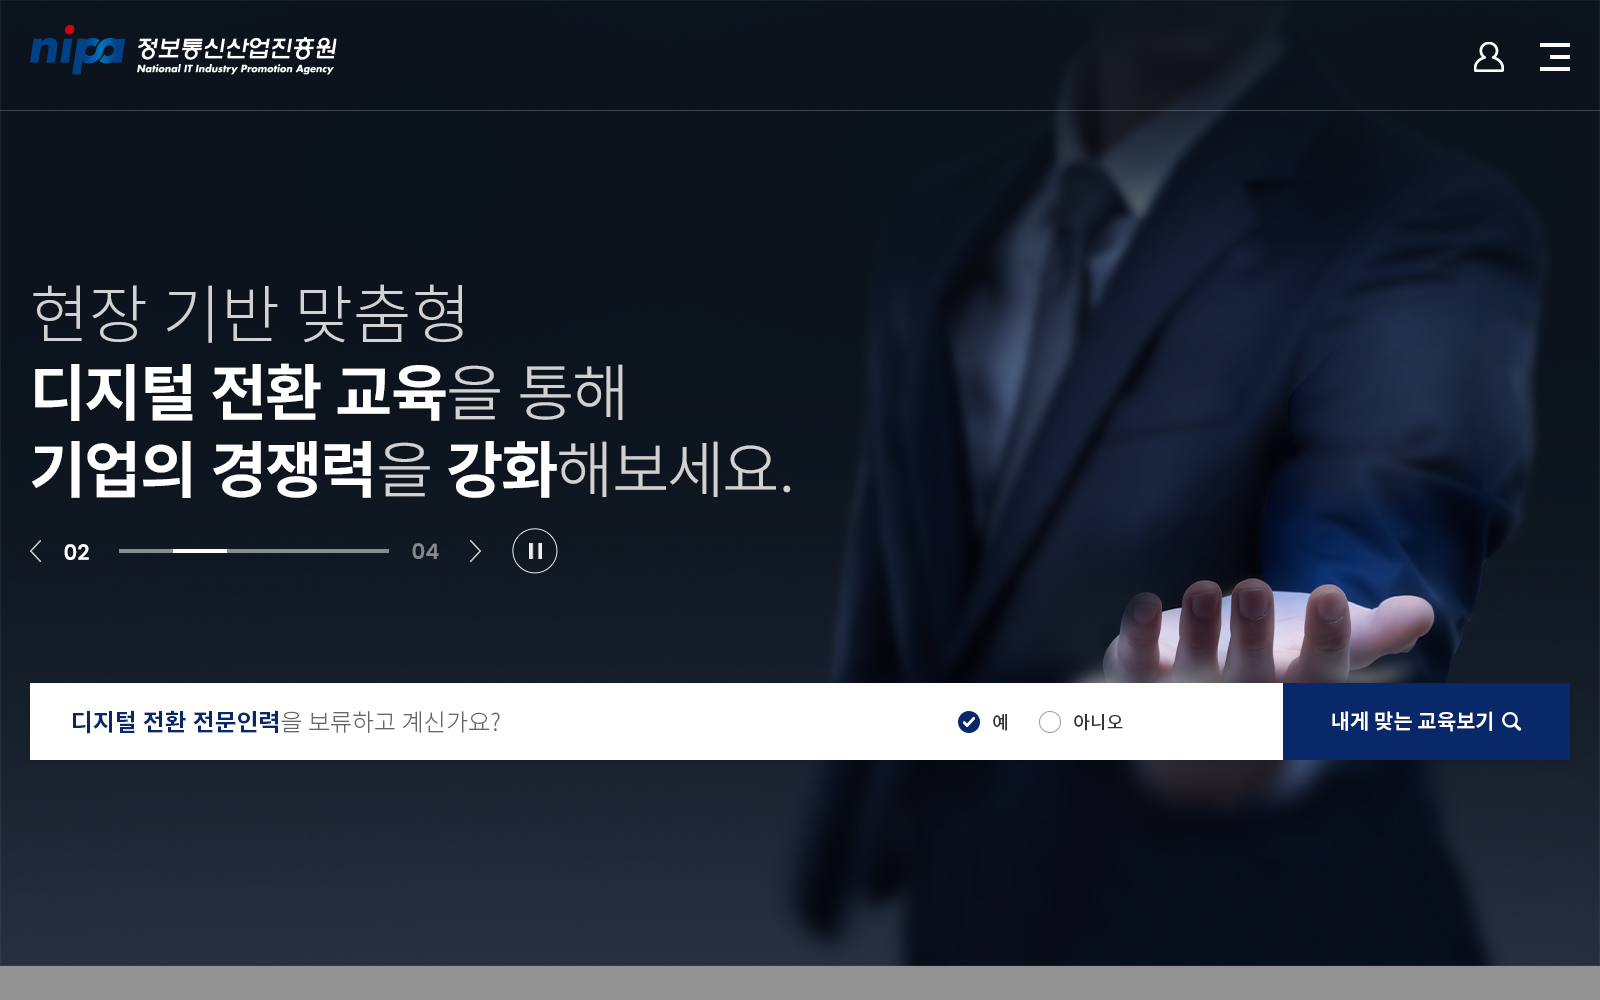 nipa 정보통신산업진흥원
National IT Industry Promotion Agency
현장 기반 맞춤형
디지털 전환 교육을 통해
기업의 경쟁력을 강화해보세요.
02 04
디지털 전환 전문인력을 보류하고 계신가요? 예 아니오 내게 맞는 교육보기